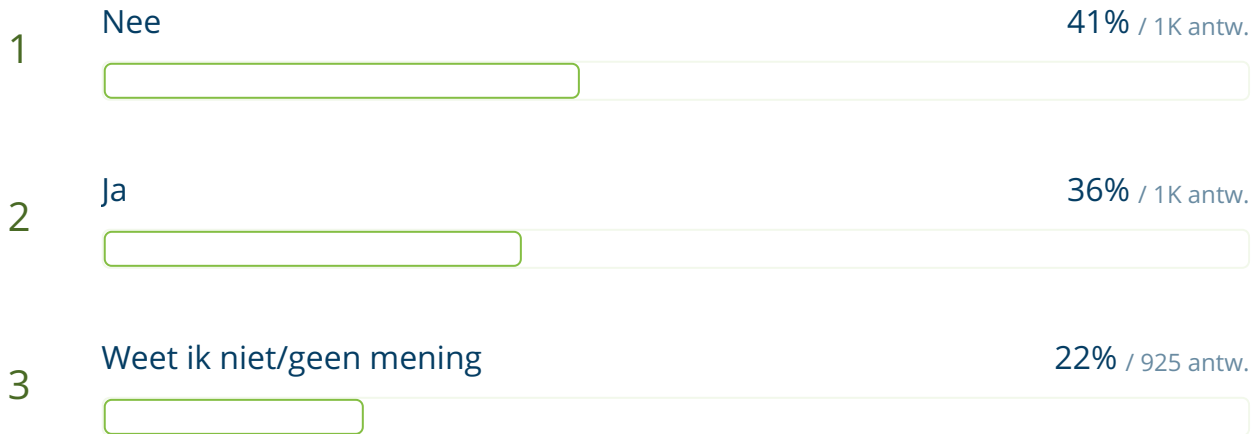 1 Nee 41% / 1K antw.
2 Ja 36% / 1K antw.
3 Weet ik niet/geen mening 22% / 925 antw.